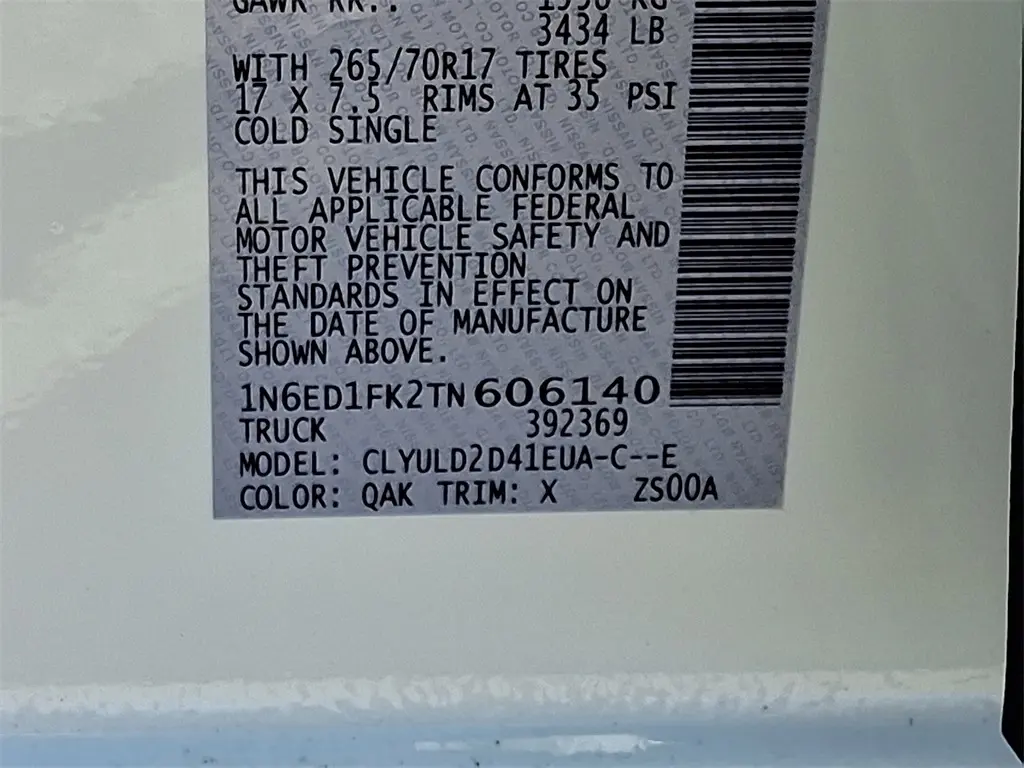 GAWR RR.:
3434 LB
WITH 265/70R17 TIRES
17 X 7.5 RIMS AT 35 PSI
COLD SINGLE
THIS VEHICLE CONFORMS TO
ALL APPLICABLE FEDERAL
MOTOR VEHICLE SAFETY AND
THEFT PREVENTION
STANDARDS IN EFFECT ON
THE DATE OF MANUFACTURE
SHOWN ABOVE.
1N6ED1FK2TN606140
TRUCK 392369
MODEL: CLYULD2D41EUA-C--E
COLOR: QAK TRIM: X ZS00A